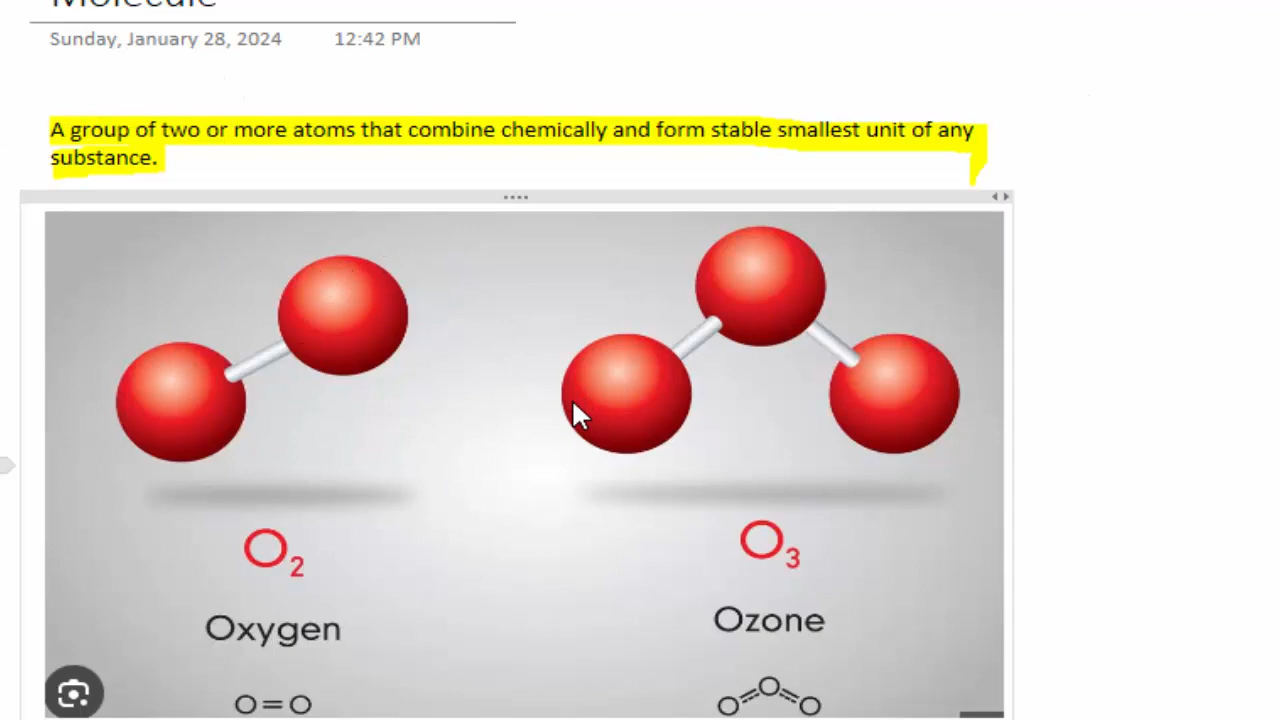 Molecule
Sunday, January 28, 2024 12:42 PM
A group of two or more atoms that combine chemically and form stable smallest unit of any
substance.
O2 O3
Oxygen Ozone
O=O O O O